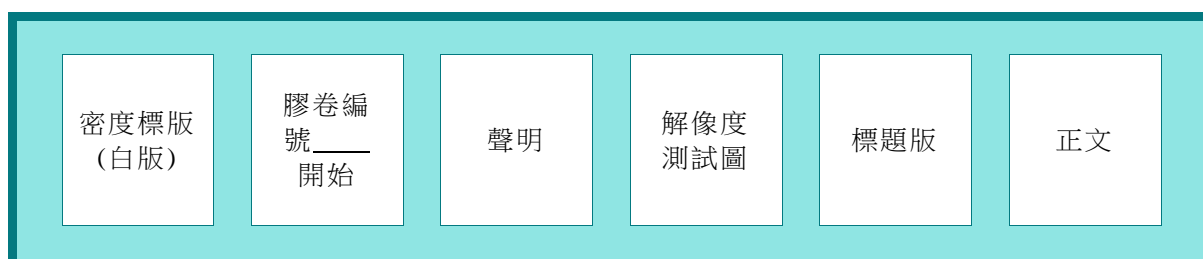 密度標版
(白版)
膠卷編
號____
開始
聲明
解像度
測試圖
標題版
正文